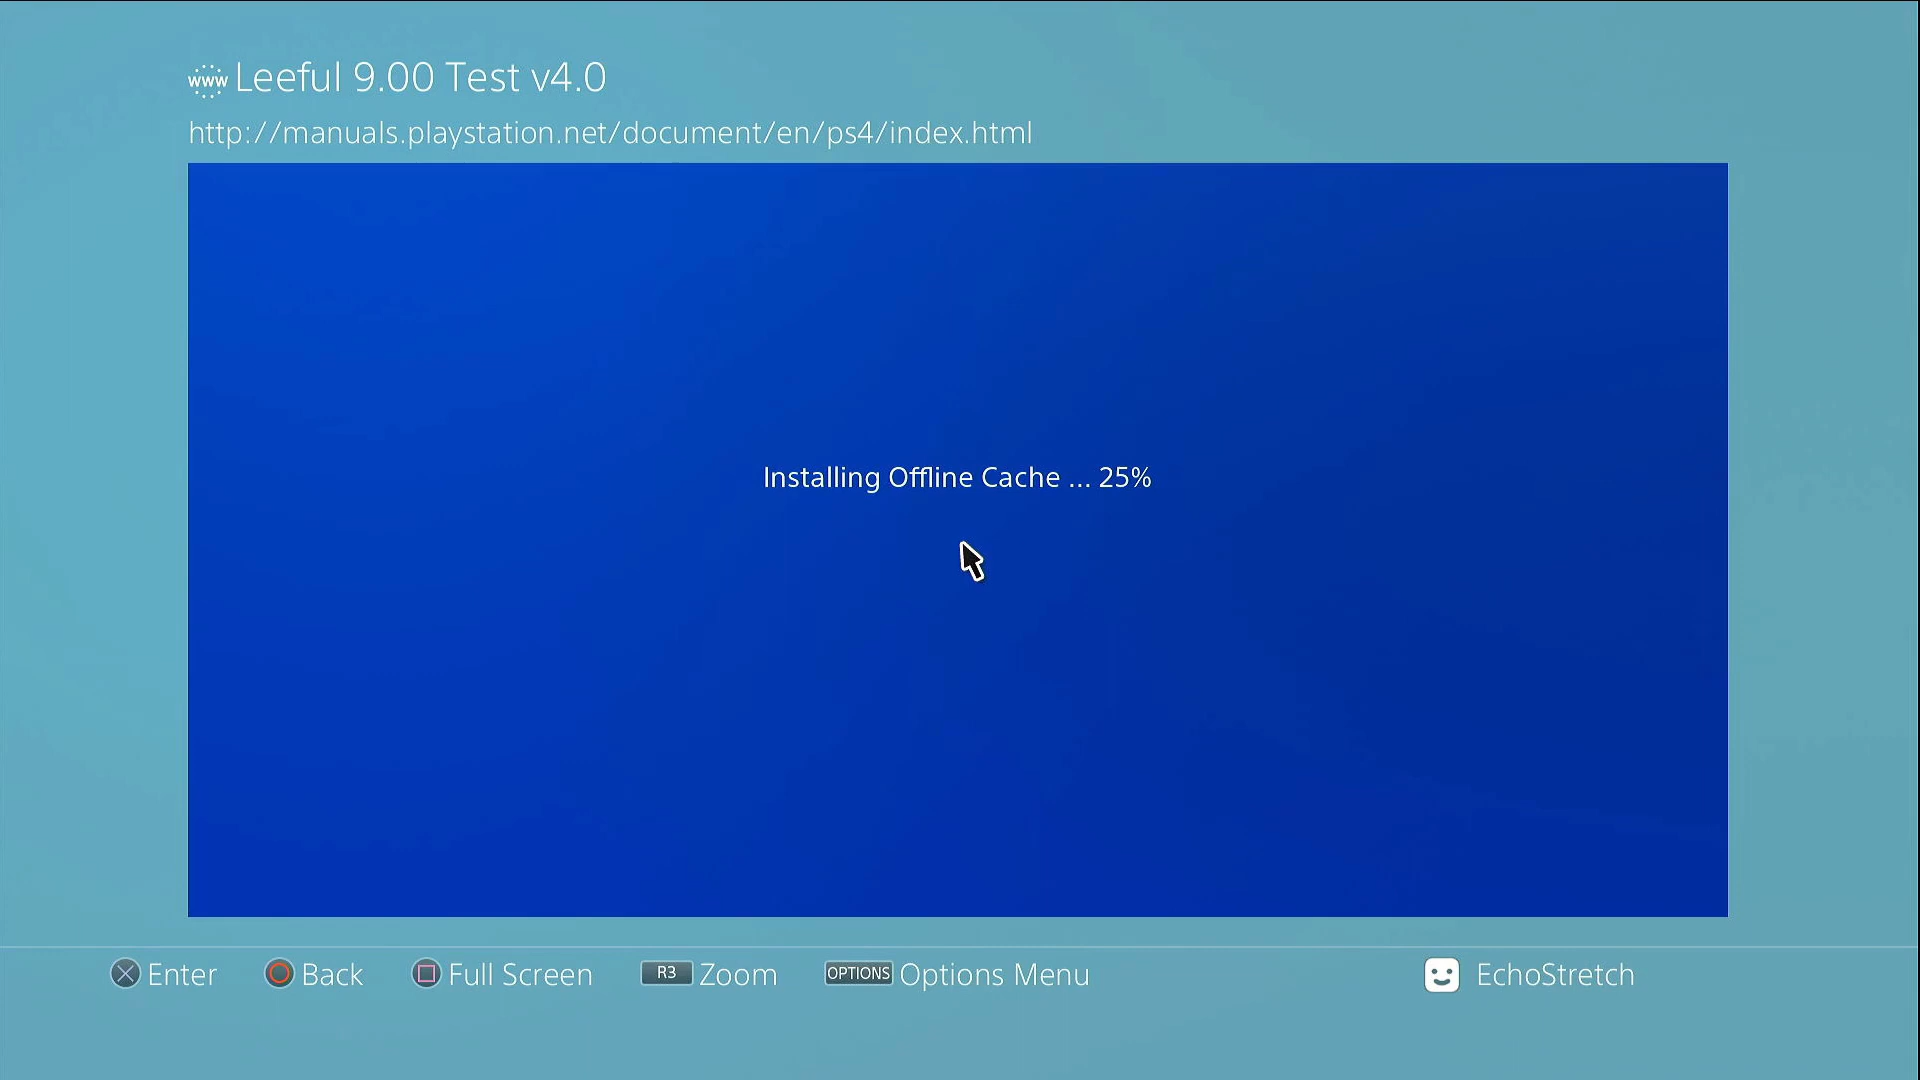 www Leeful 9.00 Test v4.0
http://manuals.playstation.net/document/en/ps4/index.html
Installing Offline Cache ... 25%
Enter Back Full Screen R3 Zoom OPTIONS Options Menu EchoStretch